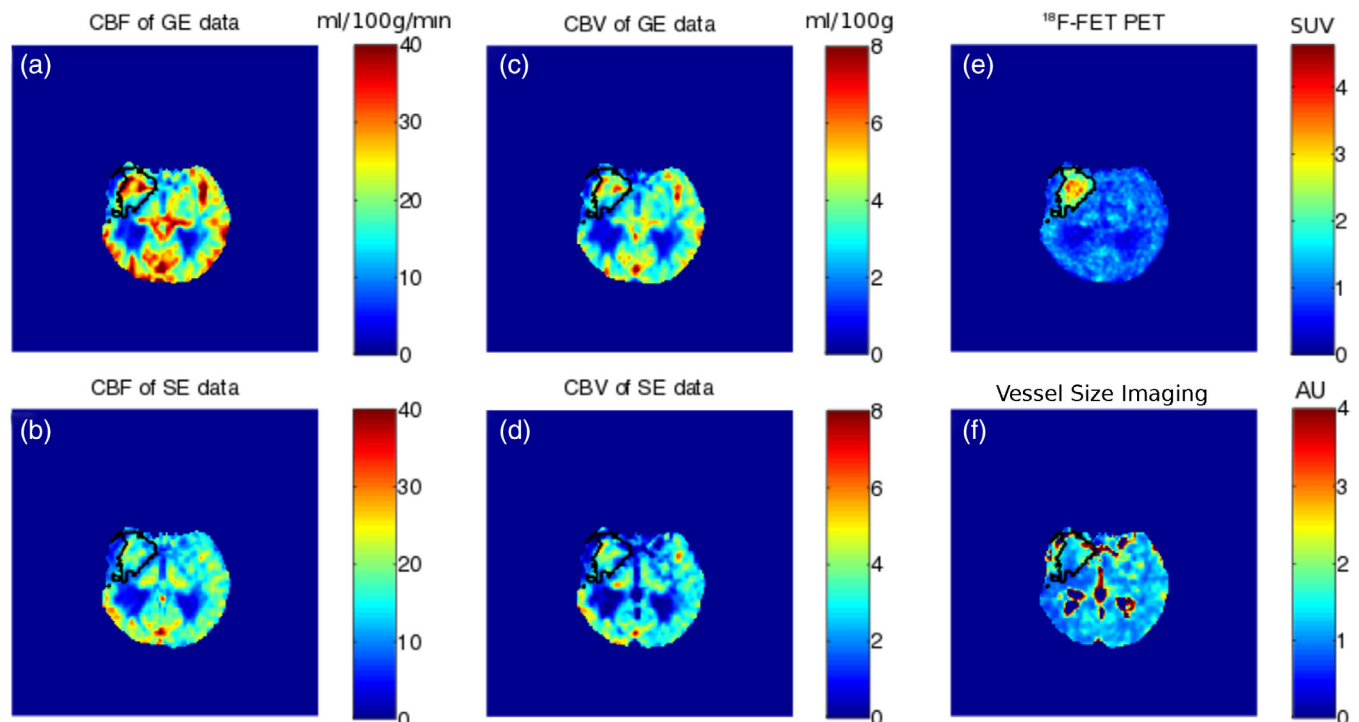 CBF of GE data ml/100g/min
(a)
40
30
20
10
0
CBV of GE data ml/100g
(c)
8
6
4
2
0
¹⁸F-FET PET SUV
(e)
4
3
2
1
0
CBF of SE data
(b)
40
30
20
10
0
CBV of SE data
(d)
8
6
4
2
0
Vessel Size Imaging AU
(f)
4
3
2
1
0